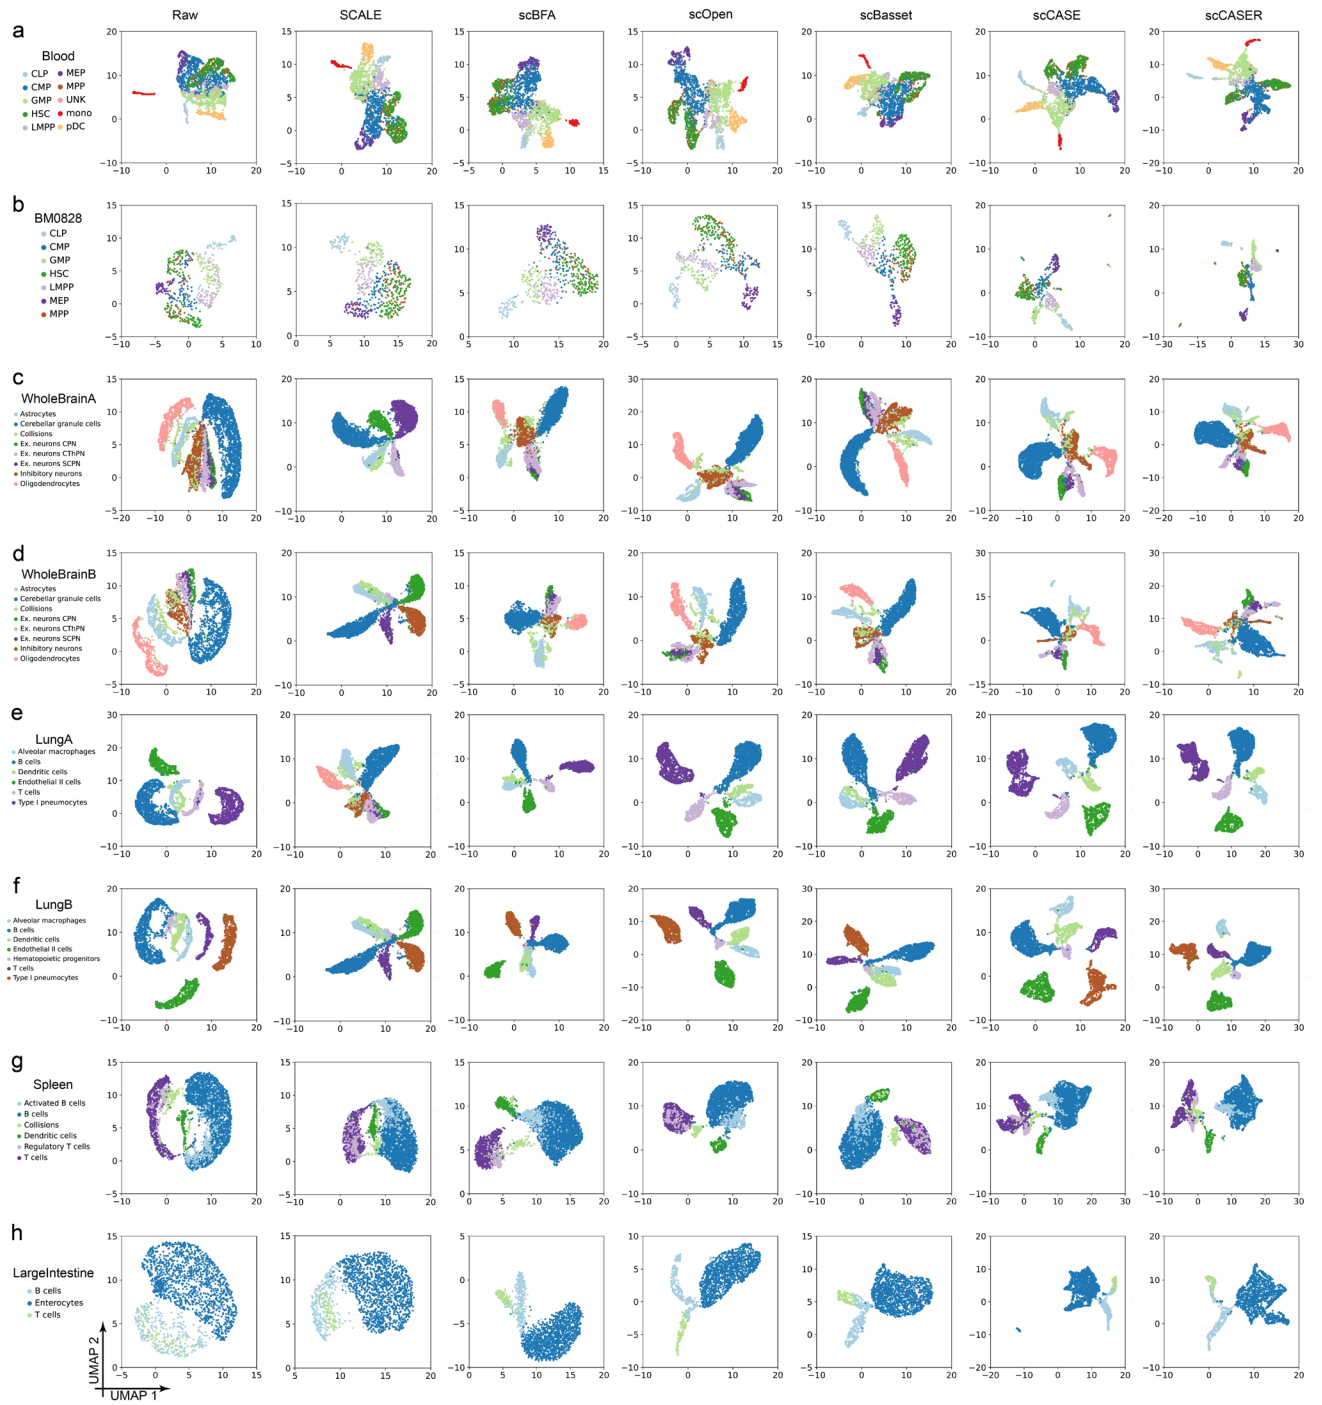 Raw SCALE scBFA scOpen scBasset scCASE scCASER
a
Blood
CLP MEP
CMP MPP
GMP UNK
HSC mono
LMPP pDC
b
BM0828
CLP
CMP
GMP
HSC
LMPP
MEP
MPP
c
WholeBrainA
Astrocytes
Cerebellar granule cells
Collisions
Ex. neurons CPN
Ex. neurons CThPN
Ex. neurons SCPN
Inhibitory neurons
Oligodendrocytes
d
WholeBrainB
Astrocytes
Cerebellar granule cells
Collisions
Ex. neurons CPN
Ex. neurons CThPN
Ex. neurons SCPN
Inhibitory neurons
Oligodendrocytes
e
LungA
Alveolar macrophages
B cells
Dendritic cells
Endothelial II cells
T cells
Type I pneumocytes
f
LungB
Alveolar macrophages
B cells
Dendritic cells
Endothelial II cells
Hematopoietic progenitors
T cells
Type I pneumocytes
g
Spleen
Activated B cells
B cells
Collisions
Dendritic cells
Regulatory T cells
T cells
h
LargeIntestine
B cells
Enterocytes
T cells
UMAP 2
UMAP 1